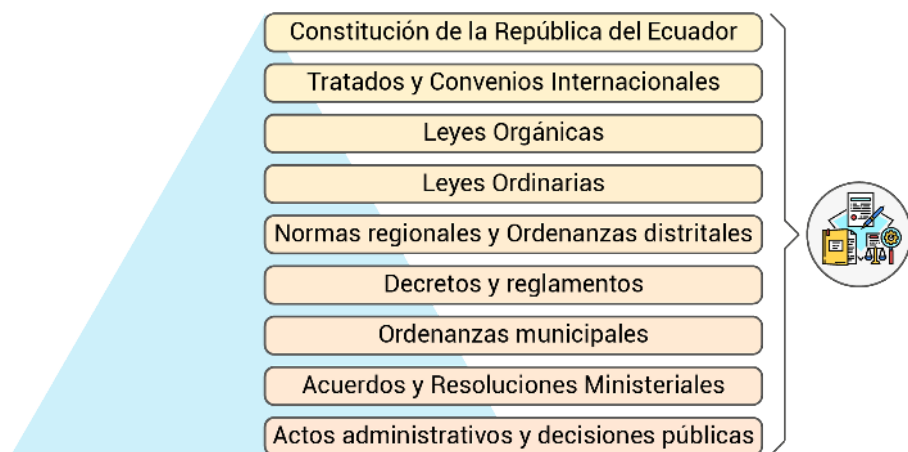 Constitución de la República del Ecuador
Tratados y Convenios Internacionales
Leyes Orgánicas
Leyes Ordinarias
Normas regionales y Ordenanzas distritales
Decretos y reglamentos
Ordenanzas municipales
Acuerdos y Resoluciones Ministeriales
Actos administrativos y decisiones públicas